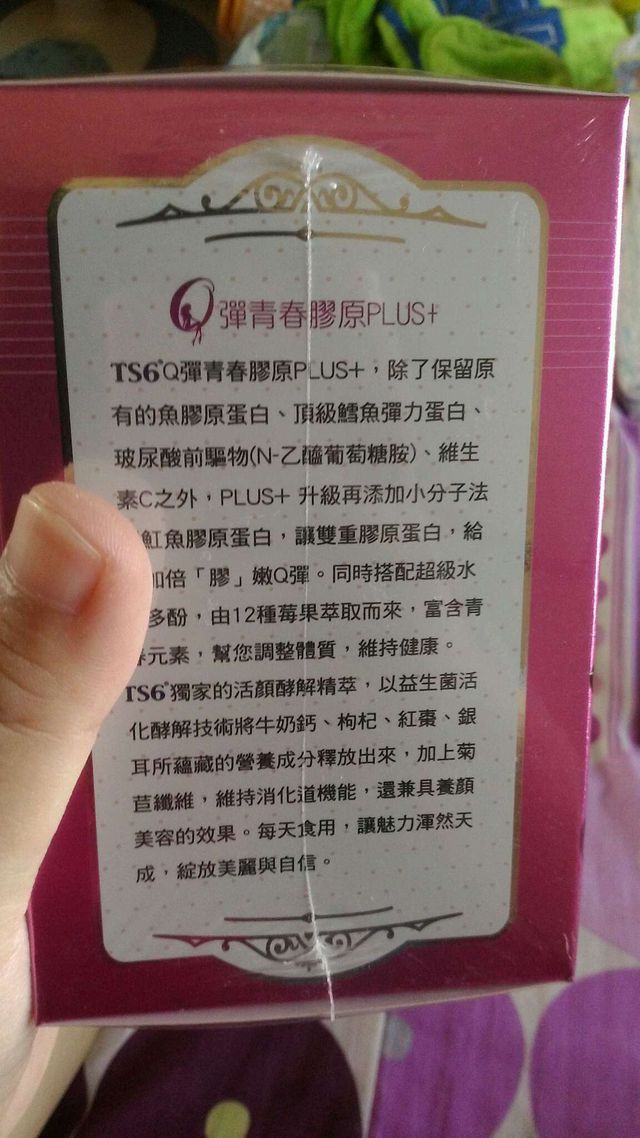 Q彈青春膠原PLUS+
TS6®Q彈青春膠原PLUS+，除了保留原
有的魚膠原蛋白、頂級鱈魚彈力蛋白、
玻尿酸前驅物(N-乙醯葡萄糖胺)、維生
素C之外，PLUS+ 升級再添加小分子法
魟魚膠原蛋白，讓雙重膠原蛋白，給
加倍「膠」嫩Q彈。同時搭配超級水
多酚，由12種莓果萃取而來，富含青
春元素，幫您調整體質，維持健康。
TS6®獨家的活顏酵解精萃，以益生菌活
化酵解技術將牛奶鈣、枸杞、紅棗、銀
耳所蘊藏的營養成分釋放出來，加上菊
苣纖維，維持消化道機能，還兼具養顏
美容的效果。每天食用，讓魅力渾然天
成，綻放美麗與自信。